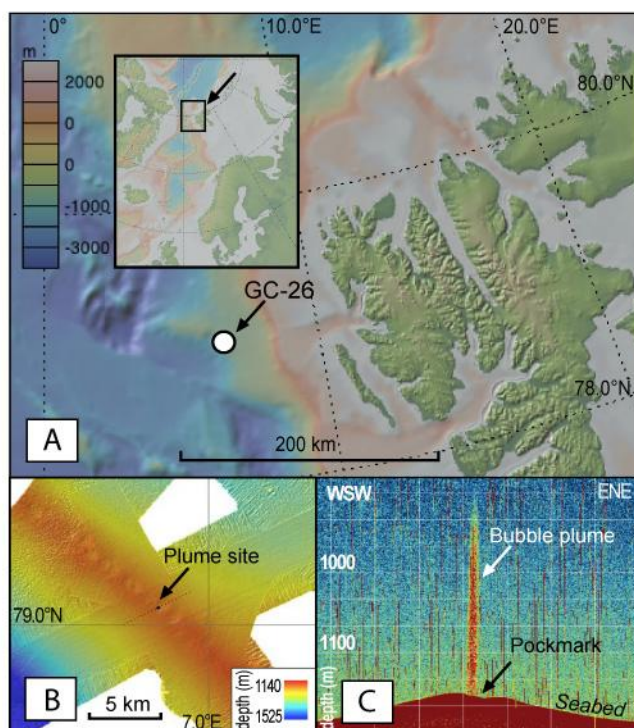 0°
10.0°E
20.0°E
80.0°N
m
2000
0
0
-1000
-3000
GC-26
78.0°N
A
200 km
WSW
ENE
Plume site
Bubble plume
1000
79.0°N
1100
Pockmark
depth (m)
1140
1525
B
5 km
7.0°E
depth (m)
C
Seabed